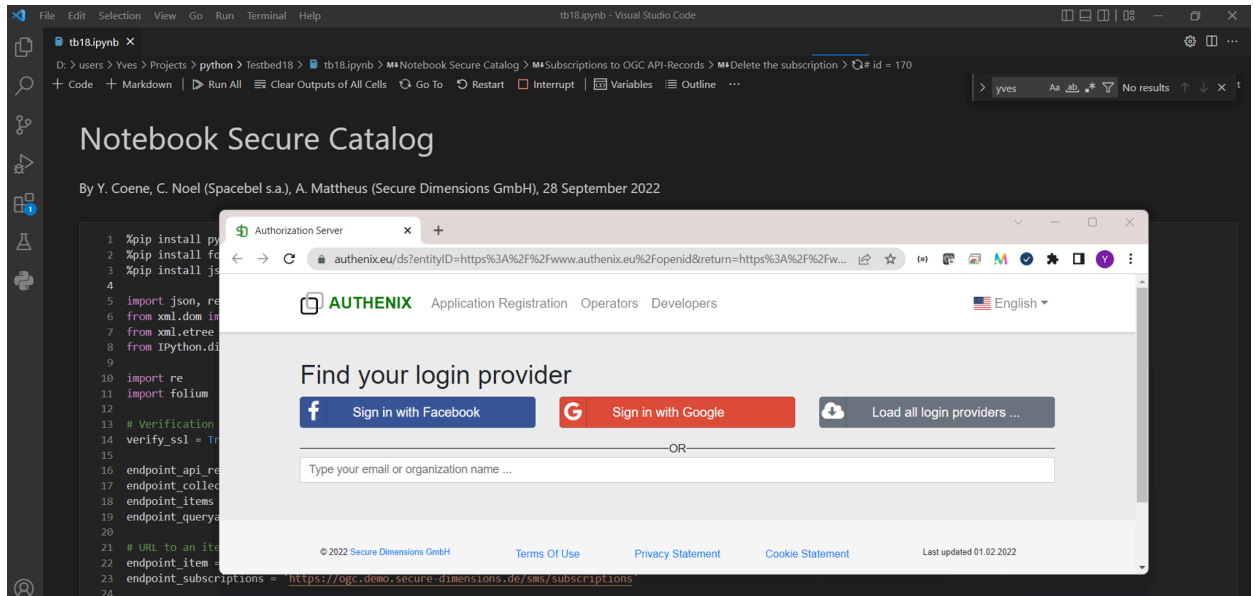 File Edit Selection View Go Run Terminal Help tb18.ipynb - Visual Studio Code
tb18.ipynb
D: > users > Yves > Projects > python > Testbed18 > tb18.ipynb > M↓Notebook Secure Catalog > M↓Subscriptions to OGC API-Records > M↓Delete the subscription > # id = 170
+ Code + Markdown | Run All Clear Outputs of All Cells Go To Restart Interrupt | Variables Outline ...
> yves Aa ab .* No results
Notebook Secure Catalog
By Y. Coene, C. Noel (Spacebel s.a.), A. Mattheus (Secure Dimensions GmbH), 28 September 2022
1 %pip install py
2 %pip install fo
3 %pip install js
4
5 import json, re
6 from xml.dom im
7 from xml.etree
8 from IPython.di
9
10 import re
11 import folium
12
13 # Verification
14 verify_ssl = Tr
15
16 endpoint_api_re
17 endpoint_collec
18 endpoint_items
19 endpoint_querya
20
21 # URL to an ite
22 endpoint_item =
23 endpoint_subscriptions = 'https://ogc.demo.secure-dimensions.de/sms/subscriptions'
24
Authorization Server
authenix.eu/ds?entityID=https%3A%2F%2Fwww.authenix.eu%2Fopenid&return=https%3A%2F%2Fw...
Y
AUTHENIX Application Registration Operators Developers English
Find your login provider
Sign in with Facebook
Sign in with Google
Load all login providers ...
OR
Type your email or organization name ...
© 2022 Secure Dimensions GmbH Terms Of Use Privacy Statement Cookie Statement Last updated 01.02.2022